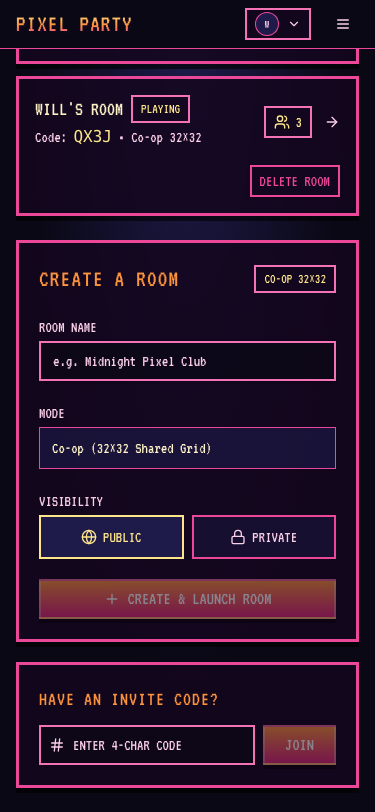 PIXEL PARTY
W
WILL'S ROOM PLAYING
3
Code: QX3J • Co-op 32X32
DELETE ROOM
CREATE A ROOM
CO-OP 32X32
ROOM NAME
e.g. Midnight Pixel Club
MODE
Co-op (32X32 Shared Grid)
VISIBILITY
PUBLIC
PRIVATE
+ CREATE & LAUNCH ROOM
HAVE AN INVITE CODE?
# ENTER 4-CHAR CODE
JOIN